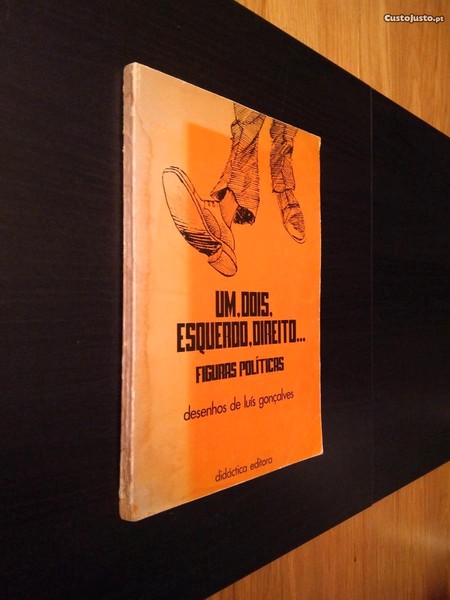 CustoJusto.pt
UM, DOIS,
ESQUERDO, DIREITO...
FIGURAS POLÍTICAS
desenhos de luís gonçalves
didáctica editora